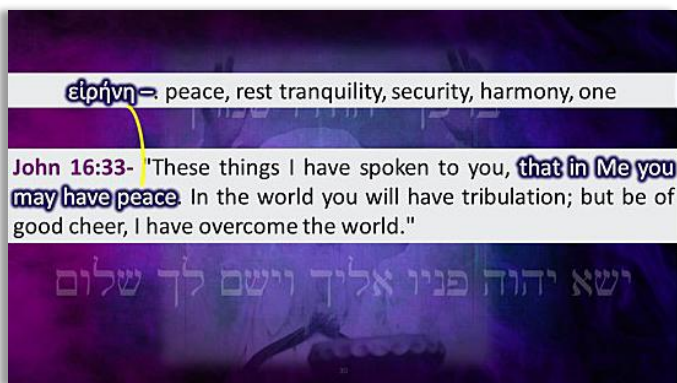 εἰρήνη –. peace, rest tranquility, security, harmony, one
John 16:33- "These things I have spoken to you, that in Me you
may have peace. In the world you will have tribulation; but be of
good cheer, I have overcome the world."
ישא יהוה פניו אליך וישם לך שלום